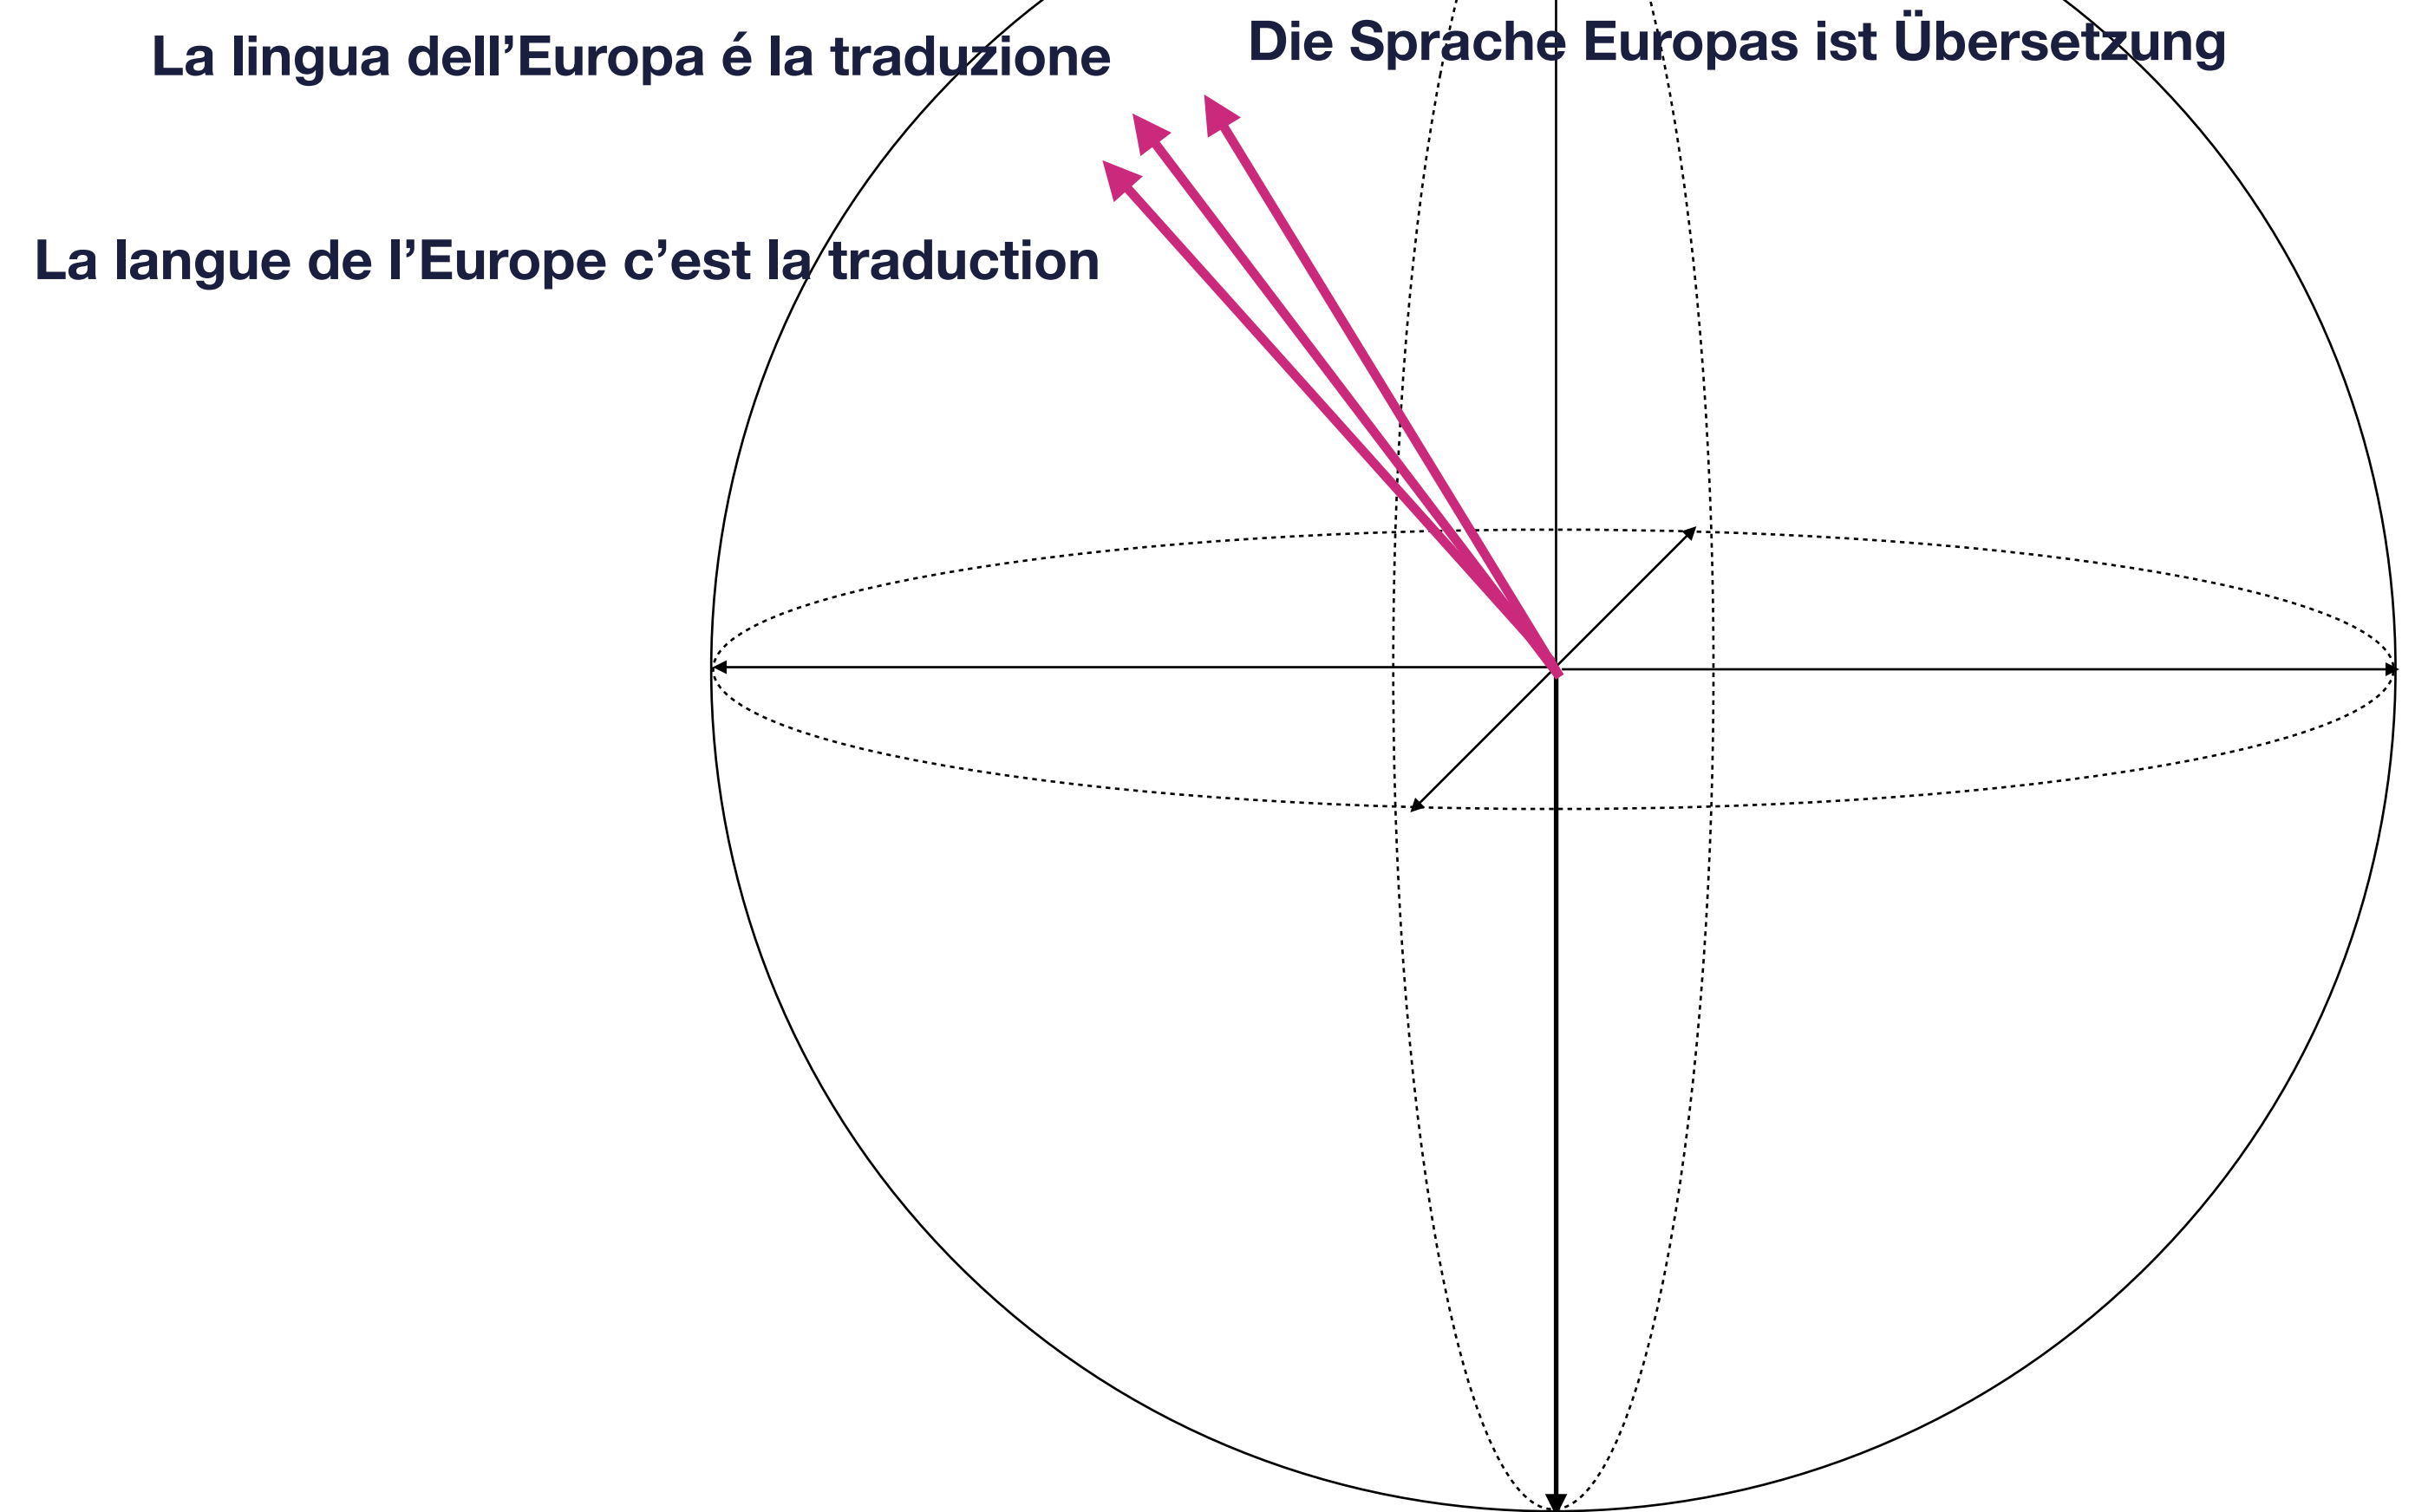 La lingua dell’Europa é la traduzione
Die Sprache Europas ist Übersetzung
La langue de l’Europe c’est la traduction